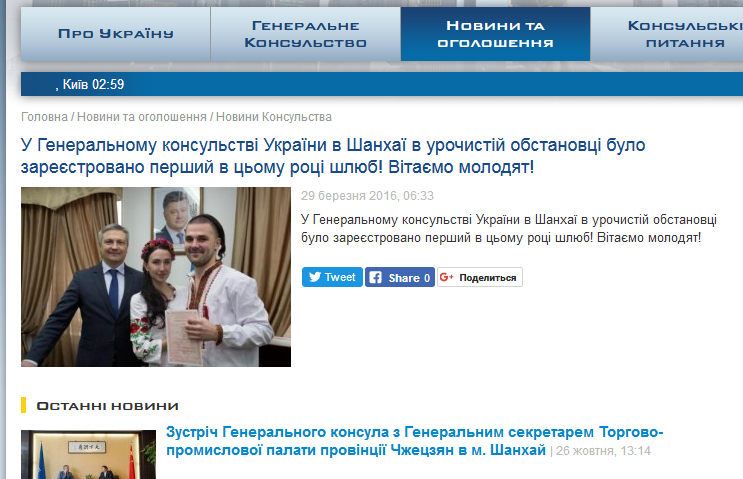 Про Україну
Генеральне
Консульство
Новини та
оголошення
Консульські
питання
, Київ 02:59
Головна / Новини та оголошення / Новини Консульства
У Генеральному консульстві України в Шанхаї в урочистій обстановці було
зареєстровано перший в цьому році шлюб! Вітаємо молодят!
29 березня 2016, 06:33
У Генеральному консульстві України в Шанхаї в урочистій обстановці
було зареєстровано перший в цьому році шлюб! Вітаємо молодят!
Tweet
Share 0
G+ Поделиться
Останні новини
Зустріч Генерального консула з Генеральним секретарем Торгово-
промислової палати провінції Чжецзян в м. Шанхай | 26 жовтня, 13:14